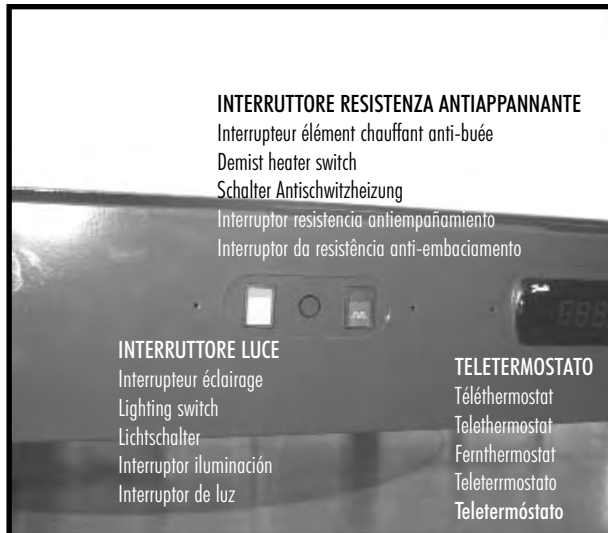 INTERRUTTORE RESISTENZA ANTIAPPANNANTE
Interrupteur élément chauffant anti-buée
Demist heater switch
Schalter Antischwitzheizung
Interruptor resistencia antiempañamiento
Interruptor da resistência anti-embaciamento
INTERRUTTORE LUCE
Interrupteur éclairage
Lighting switch
Lichtschalter
Interruptor iluminación
Interruptor de luz
TELETERMOSTATO
Téléthermostat
Telethermostat
Fernthermostat
Teletermostato
Teletermóstato